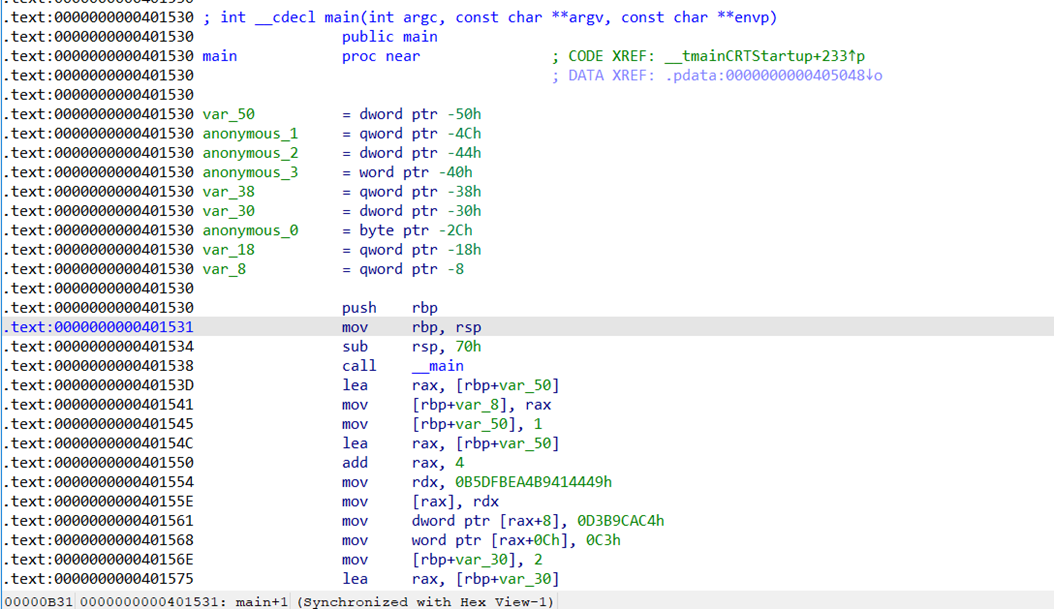 .text:0000000000401530
.text:0000000000401530 ; int __cdecl main(int argc, const char **argv, const char **envp)
.text:0000000000401530 public main
.text:0000000000401530 main proc near ; CODE XREF: __tmainCRTStartup+233↑p
.text:0000000000401530 ; DATA XREF: .pdata:0000000000405048↓o
.text:0000000000401530
.text:0000000000401530 var_50 = dword ptr -50h
.text:0000000000401530 anonymous_1 = qword ptr -4Ch
.text:0000000000401530 anonymous_2 = dword ptr -44h
.text:0000000000401530 anonymous_3 = word ptr -40h
.text:0000000000401530 var_38 = qword ptr -38h
.text:0000000000401530 var_30 = dword ptr -30h
.text:0000000000401530 anonymous_0 = byte ptr -2Ch
.text:0000000000401530 var_18 = qword ptr -18h
.text:0000000000401530 var_8 = qword ptr -8
.text:0000000000401530
.text:0000000000401530 push rbp
.text:0000000000401531 mov rbp, rsp
.text:0000000000401534 sub rsp, 70h
.text:0000000000401538 call __main
.text:000000000040153D lea rax, [rbp+var_50]
.text:0000000000401541 mov [rbp+var_8], rax
.text:0000000000401545 mov [rbp+var_50], 1
.text:000000000040154C lea rax, [rbp+var_50]
.text:0000000000401550 add rax, 4
.text:0000000000401554 mov rdx, 0B5DFBEA4B9414449h
.text:000000000040155E mov [rax], rdx
.text:0000000000401561 mov dword ptr [rax+8], 0D3B9CAC4h
.text:0000000000401568 mov word ptr [rax+0Ch], 0C3h
.text:000000000040156E mov [rbp+var_30], 2
.text:0000000000401575 lea rax, [rbp+var_30]
00000B31 0000000000401531: main+1 (Synchronized with Hex View-1)